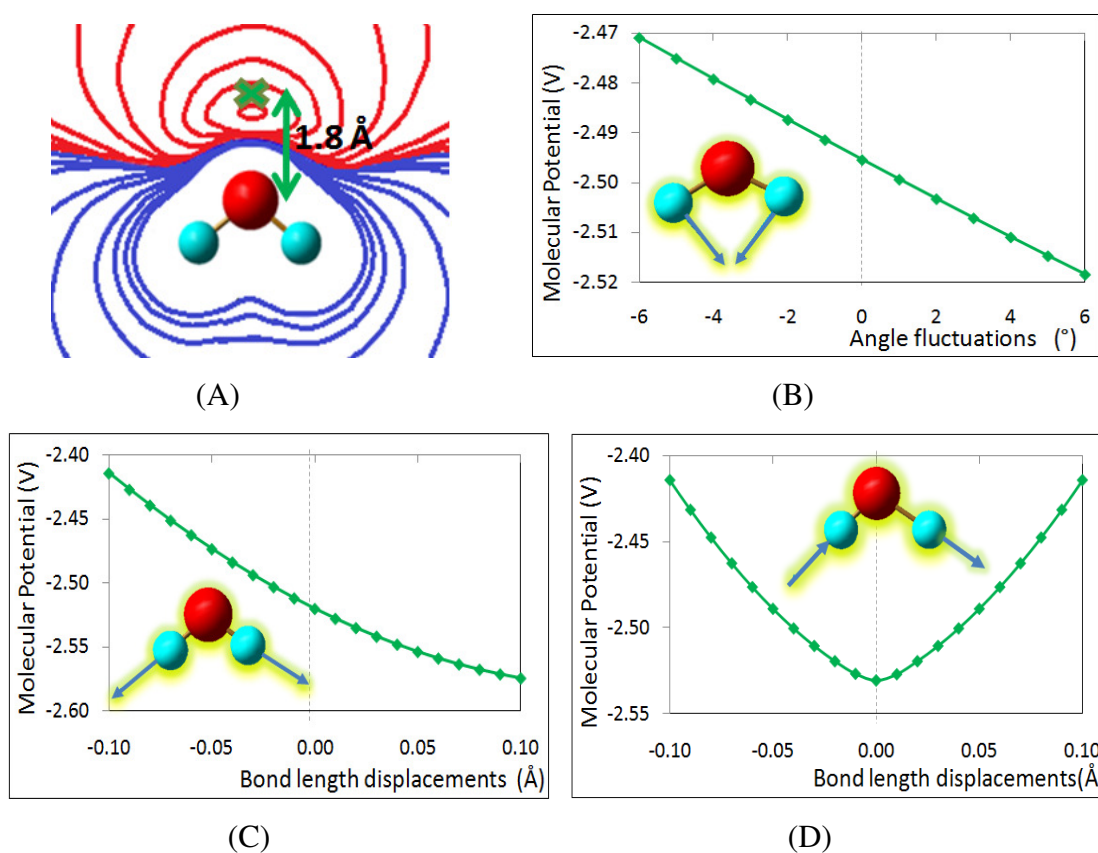 1.8 Å
(A)
Molecular Potential (V)
-2.47
-2.48
-2.49
-2.50
-2.51
-2.52
-6 -4 -2 0 2 4 6
Angle fluctuations (°)
(B)
Molecular Potential (V)
-2.40
-2.45
-2.50
-2.55
-2.60
-0.10 -0.05 0.00 0.05 0.10
Bond length displacements (Å)
(C)
Molecular Potential (V)
-2.40
-2.45
-2.50
-2.55
-0.10 -0.05 0.00 0.05 0.10
Bond length displacements(Å)
(D)